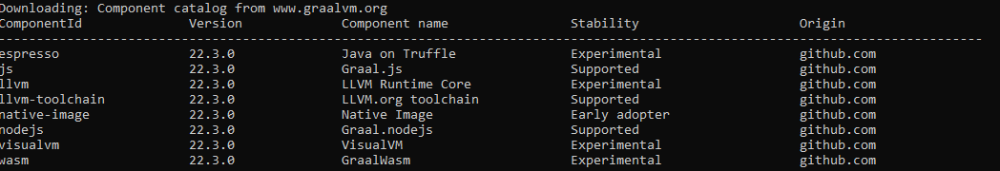 Downloading: Component catalog from www.graalvm.org
ComponentId Version Component name Stability Origin
---------------------------------------------------------------------------------------------------------------------------------
espresso 22.3.0 Java on Truffle Experimental github.com
js 22.3.0 Graal.js Supported github.com
llvm 22.3.0 LLVM Runtime Core Experimental github.com
llvm-toolchain 22.3.0 LLVM.org toolchain Supported github.com
native-image 22.3.0 Native Image Early adopter github.com
nodejs 22.3.0 Graal.nodejs Supported github.com
visualvm 22.3.0 VisualVM Experimental github.com
wasm 22.3.0 GraalWasm Experimental github.com